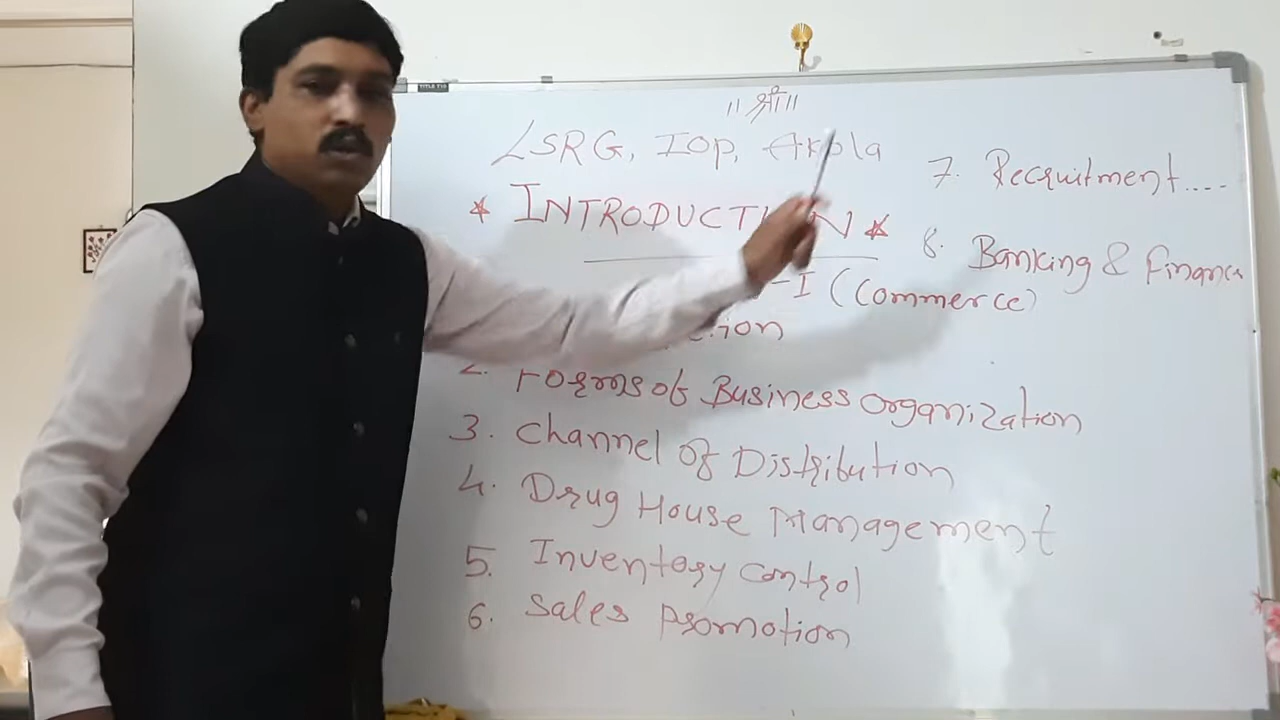 ॥ श्री ॥
LSRG, IOP, Akola
* INTRODUCTION *
-I (Commerce)
2. Forms of Business Organization
3. Channel of Distribution
4. Drug House Management
5. Inventory control
6. Sales Promotion
7. Recruitment....
8. Banking & Finance